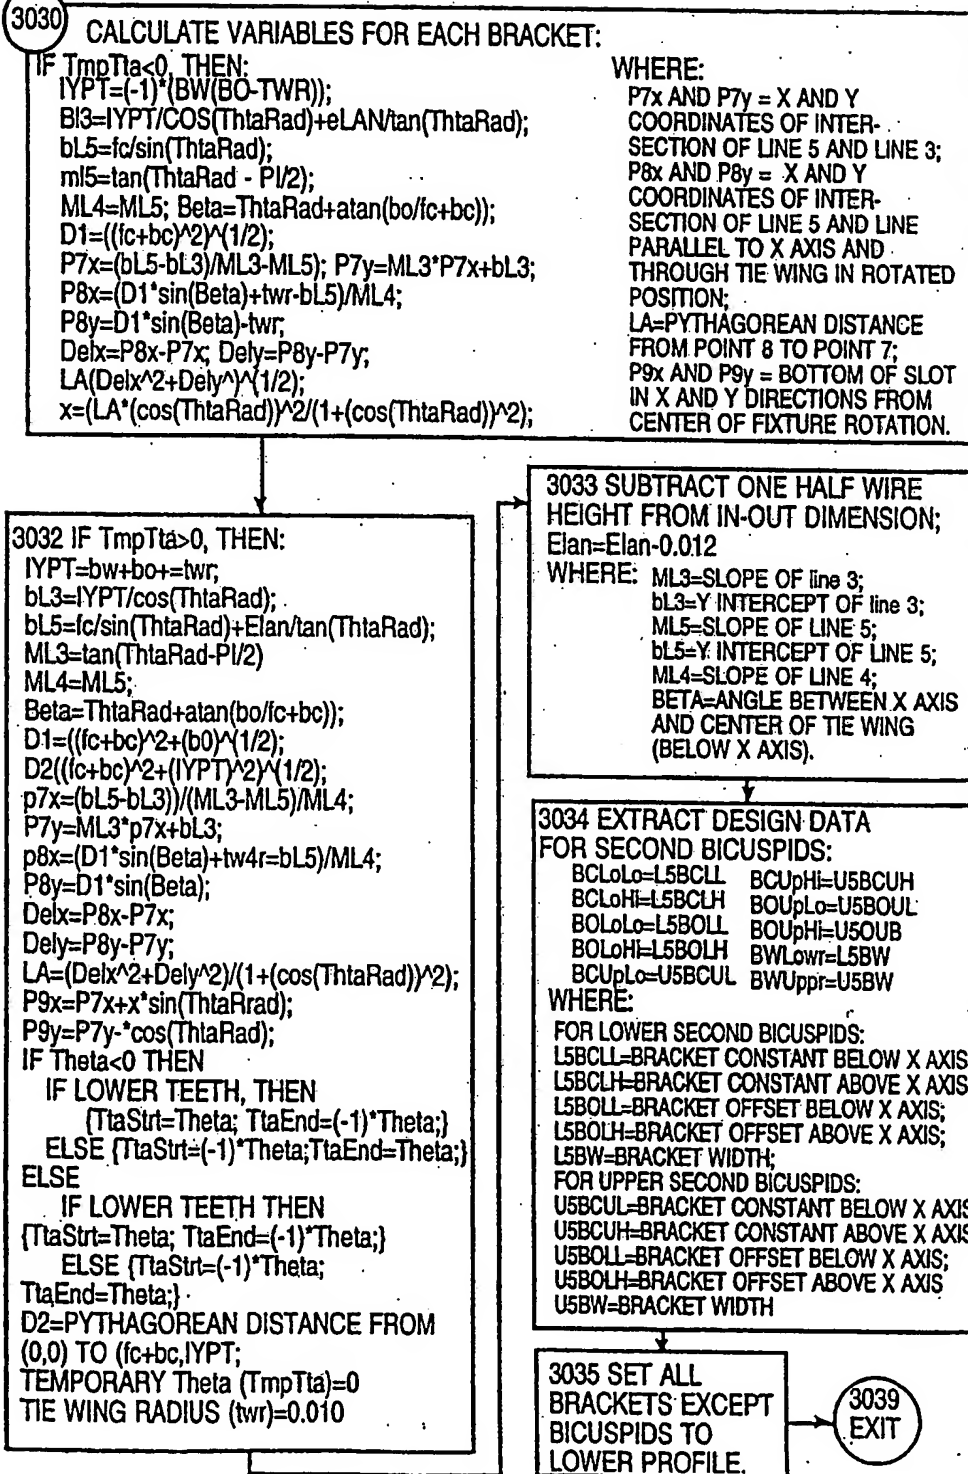 3030
CALCULATE VARIABLES FOR EACH BRACKET:
IF TmpTta<0, THEN:
IYPT=(-1)*(BW(BO-TWR));
Bl3=IYPT/COS(ThtaRad)+eLAN/tan(ThtaRad);
bL5=fc/sin(ThtaRad);
ml5=tan(ThtaRad - PI/2);
ML4=ML5; Beta=ThtaRad+atan(bo/fc+bc));
D1=((fc+bc)^2)^(1/2);
P7x=(bL5-bL3)/ML3-ML5); P7y=ML3*P7x+bL3;
P8x=(D1*sin(Beta)+twr-bL5)/ML4;
P8y=D1*sin(Beta)-twr;
Delx=P8x-P7x; Dely=P8y-P7y;
LA(Delx^2+Dely^)^(1/2);
x=(LA*(cos(ThtaRad))^2/(1+(cos(ThtaRad))^2);
WHERE:
P7x AND P7y = X AND Y
COORDINATES OF INTER-
SECTION OF LINE 5 AND LINE 3;
P8x AND P8y = X AND Y
COORDINATES OF INTER-
SECTION OF LINE 5 AND LINE
PARALLEL TO X AXIS AND
THROUGH TIE WING IN ROTATED
POSITION;
LA=PYTHAGOREAN DISTANCE
FROM POINT 8 TO POINT 7;
P9x AND P9y = BOTTOM OF SLOT
IN X AND Y DIRECTIONS FROM
CENTER OF FIXTURE ROTATION.
3032 IF TmpTta>0, THEN:
IYPT=bw+bo+=twr;
bL3=IYPT/cos(ThtaRad);
bL5=fc/sin(ThtaRad)+Elan/tan(ThtaRad);
ML3=tan(ThtaRad-PI/2)
ML4=ML5;
Beta=ThtaRad+atan(bo/fc+bc));
D1=((fc+bc)^2+(b0)^(1/2);
D2((fc+bc)^2+(IYPT)^2)^(1/2);
p7x=(bL5-bL3))/(ML3-ML5)/ML4;
P7y=ML3*p7x+bL3;
p8x=(D1*sin(Beta)+tw4r=bL5)/ML4;
P8y=D1*sin(Beta);
Delx=P8x-P7x;
Dely=P8y-P7y;
LA=(Delx^2+Dely^2)/(1+(cos(ThtaRad))^2);
P9x=P7x+x*sin(ThtaRrad);
P9y=P7y-*cos(ThtaRad);
IF Theta<0 THEN
IF LOWER TEETH, THEN
{TtaStrt=Theta; TtaEnd=(-1)*Theta;}
ELSE {TtaStrt=(-1)*Theta;TtaEnd=Theta;}
ELSE
IF LOWER TEETH THEN
{TtaStrt=Theta; TtaEnd=(-1)*Theta;}
ELSE {TtaStrt=(-1)*Theta;
TtaEnd=Theta;}
D2=PYTHAGOREAN DISTANCE FROM
(0,0) TO (fc+bc,IYPT;
TEMPORARY Theta (TmpTta)=0
TIE WING RADIUS (twr)=0.010
3033 SUBTRACT ONE HALF WIRE
HEIGHT FROM IN-OUT DIMENSION;
Elan=Elan-0.012
WHERE: ML3=SLOPE OF line 3;
bL3=Y INTERCEPT OF line 3;
ML5=SLOPE OF LINE 5;
bL5=Y INTERCEPT OF LINE 5;
ML4=SLOPE OF LINE 4;
BETA=ANGLE BETWEEN X AXIS
AND CENTER OF TIE WING
(BELOW X AXIS).
3034 EXTRACT DESIGN DATA
FOR SECOND BICUSPIDS:
BCLoLo=L5BCLL BCUpHi=U5BCUH
BCLoHi=L5BCLH BOUpLo=U5BOUL
BOLoLo=L5BOLL BOUpHi=U5OUB
BOLoHi=L5BOLH BWLowr=L5BW
BCUpLo=U5BCUL BWUppr=U5BW
WHERE:
FOR LOWER SECOND BICUSPIDS:
L5BCLL=BRACKET CONSTANT BELOW X AXIS
L5BCLH=BRACKET CONSTANT ABOVE X AXIS
L5BOLL=BRACKET OFFSET BELOW X AXIS;
L5BOLH=BRACKET OFFSET ABOVE X AXIS;
L5BW=BRACKET WIDTH;
FOR UPPER SECOND BICUSPIDS:
U5BCUL=BRACKET CONSTANT BELOW X AXIS
U5BCUH=BRACKET CONSTANT ABOVE X AXIS
U5BOLL=BRACKET OFFSET BELOW X AXIS;
U5BOLH=BRACKET OFFSET ABOVE X AXIS
U5BW=BRACKET WIDTH
3035 SET ALL
BRACKETS EXCEPT
BICUSPIDS TO
LOWER PROFILE.
3039
EXIT